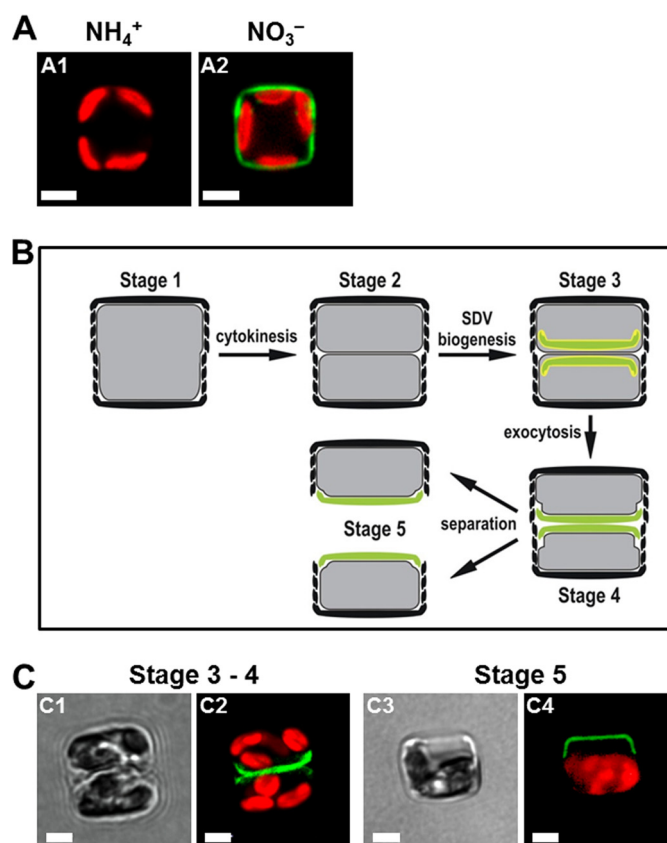 A
NH₄⁺ NO₃⁻
A1 A2
B
Stage 1 Stage 2 Stage 3
cytokinesis
SDV
biogenesis
exocytosis
Stage 5
separation
Stage 4
C
Stage 3 - 4 Stage 5
C1 C2 C3 C4